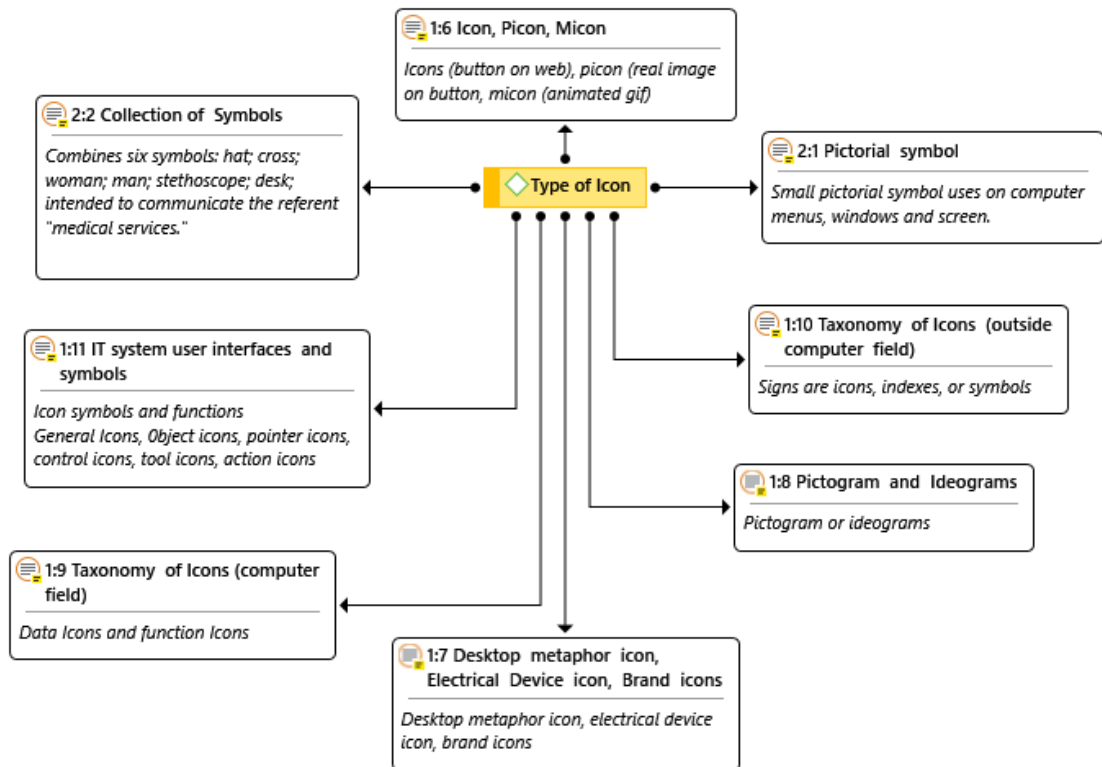 1:6 Icon, Picon, Micon
Icons (button on web), picon (real image
on button, micon (animated gif)
2:2 Collection of Symbols
Combines six symbols: hat; cross;
woman; man; stethoscope; desk;
intended to communicate the referent
"medical services."
Type of Icon
2:1 Pictorial symbol
Small pictorial symbol uses on computer
menus, windows and screen.
1:11 IT system user interfaces and
symbols
Icon symbols and functions
General Icons, Object icons, pointer icons,
control icons, tool icons, action icons
1:10 Taxonomy of Icons (outside
computer field)
Signs are icons, indexes, or symbols
1:8 Pictogram and Ideograms
Pictogram or ideograms
1:9 Taxonomy of Icons (computer
field)
Data Icons and function Icons
1:7 Desktop metaphor icon,
Electrical Device icon, Brand icons
Desktop metaphor icon, electrical device
icon, brand icons